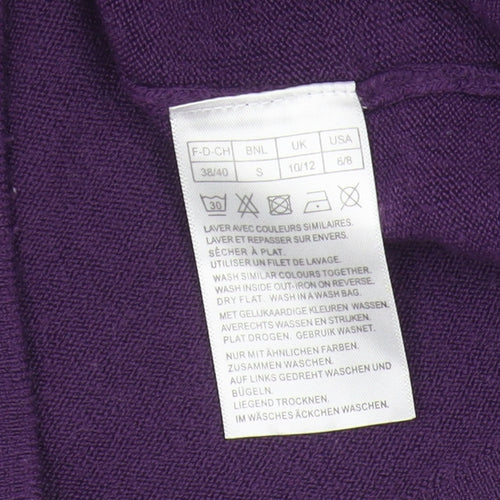 F-D-CH BNL UK USA
38/40 S 10/12 6/8
30
LAVER AVEC COULEURS SIMILAIRES.
LAVER ET REPASSER SUR ENVERS.
SÉCHER À PLAT.
UTILISER UN FILET DE LAVAGE.
WASH SIMILAR COLOURS TOGETHER.
WASH INSIDE OUT-IRON ON REVERSE.
DRY FLAT. WASH IN A WASH BAG.
MET GELIJKAARDIGE KLEUREN WASSEN.
AVERECHTS WASSEN EN STRIJKEN.
PLAT DROGEN. GEBRUIK WASNET.
NUR MIT ÄHNLICHEN FARBEN
ZUSAMMEN WASCHEN
AUF LINKS GEDREHT WASCHEN UND
BÜGELN.
LIEGEND TROCKNEN.
IM WÄSCHES ÄCKCHEN WASCHEN